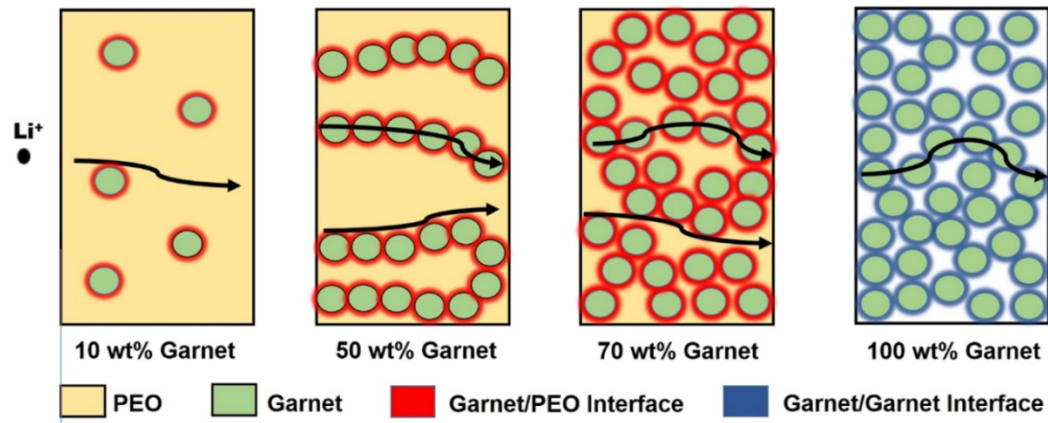 Li⁺
10 wt% Garnet
50 wt% Garnet
70 wt% Garnet
100 wt% Garnet
PEO
Garnet
Garnet/PEO Interface
Garnet/Garnet Interface